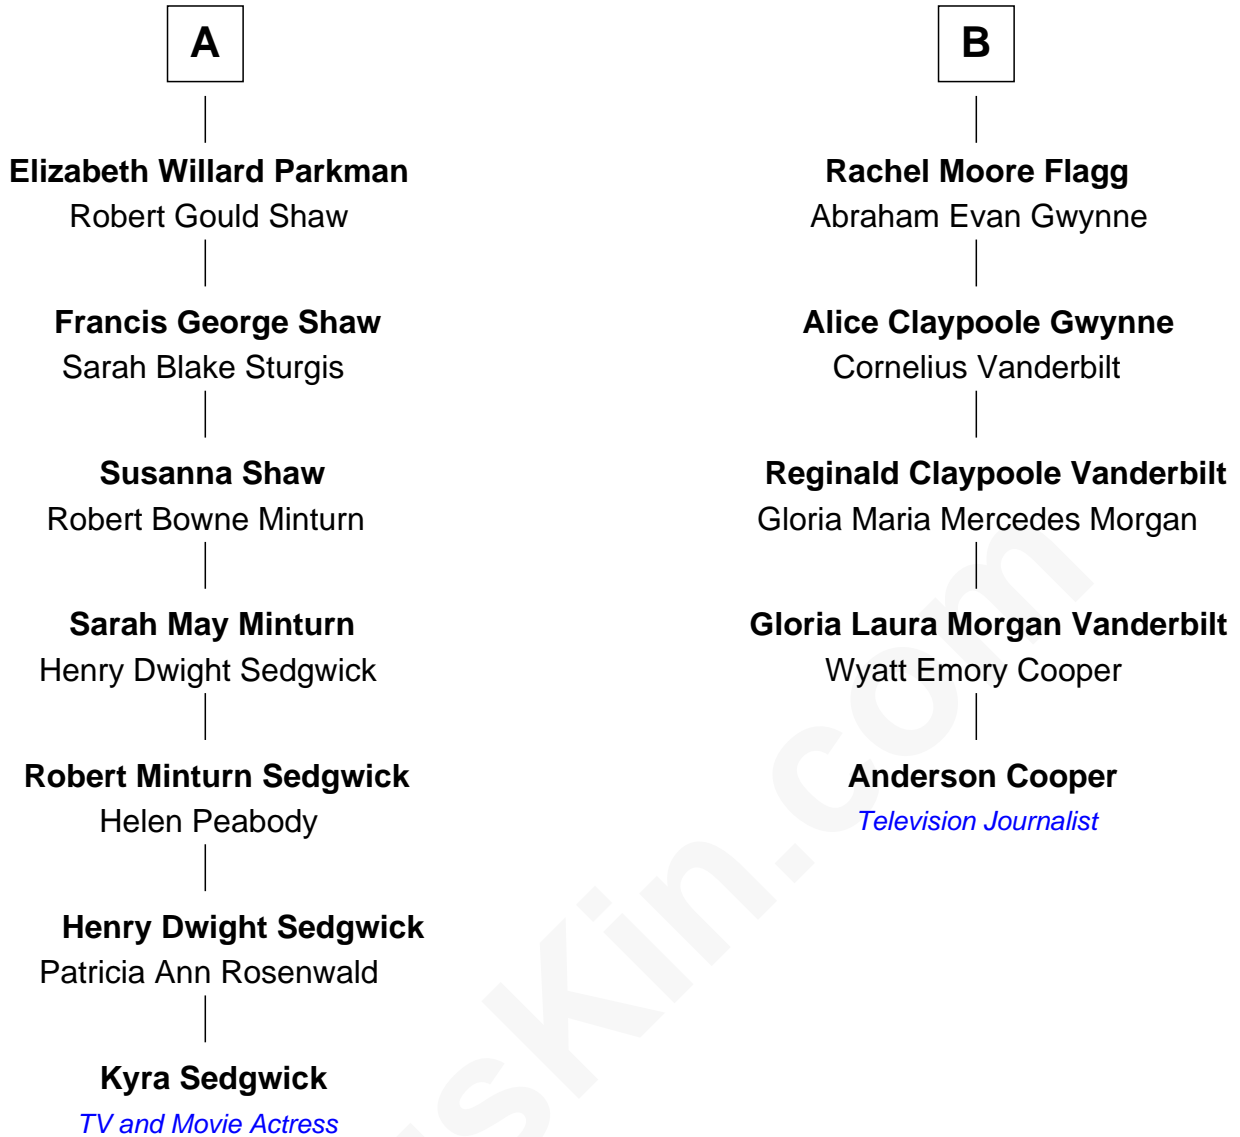 A
Elizabeth Willard Parkman
Robert Gould Shaw
Francis George Shaw
Sarah Blake Sturgis
Susanna Shaw
Robert Bowne Minturn
Sarah May Minturn
Henry Dwight Sedgwick
Robert Minturn Sedgwick
Helen Peabody
Henry Dwight Sedgwick
Patricia Ann Rosenwald
Kyra Sedgwick
TV and Movie Actress
B
Rachel Moore Flagg
Abraham Evan Gwynne
Alice Claypoole Gwynne
Cornelius Vanderbilt
Reginald Claypoole Vanderbilt
Gloria Maria Mercedes Morgan
Gloria Laura Morgan Vanderbilt
Wyatt Emory Cooper
Anderson Cooper
Television Journalist
sKin.com